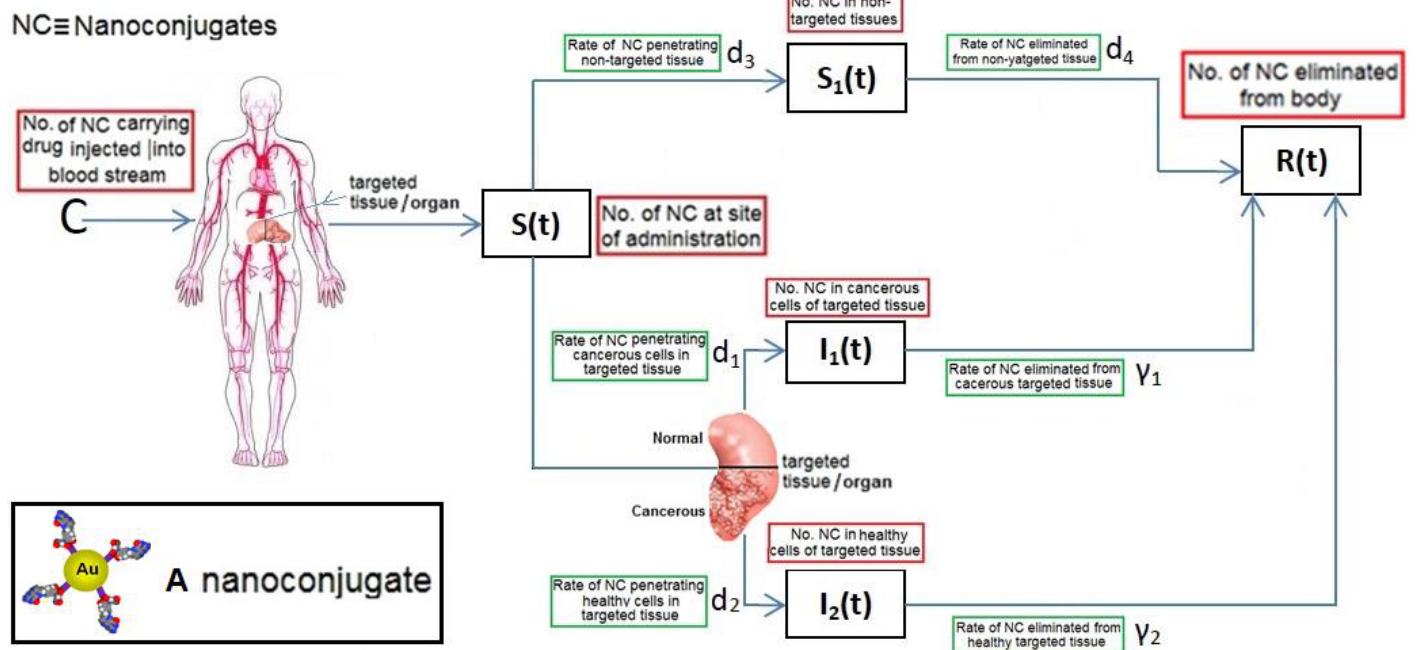 NC≡Nanoconjugates
No. of NC carrying
drug injected |into
blood stream
C
targeted
tissue/organ
S(t)
No. of NC at site
of administration
Rate of NC penetrating
non-targeted tissue
d₃
No. NC in non-
targeted tissues
S₁(t)
Rate of NC eliminated
from non-yatgeted tissue
d₄
No. of NC eliminated
from body
R(t)
Rate of NC penetrating
cancerous cells in
targeted tissue
d₁
No. NC in cancerous
cells of targeted tissue
I₁(t)
Rate of NC eliminated from
cacerous targeted tissue
γ₁
Normal
targeted
tissue/organ
Cancerous
Rate of NC penetrating
healthy cells in
targeted tissue
d₂
No. NC in healthy
cells of targeted tissue
I₂(t)
Rate of NC eliminated from
healthy targeted tissue
γ₂
Au
A nanoconjugate